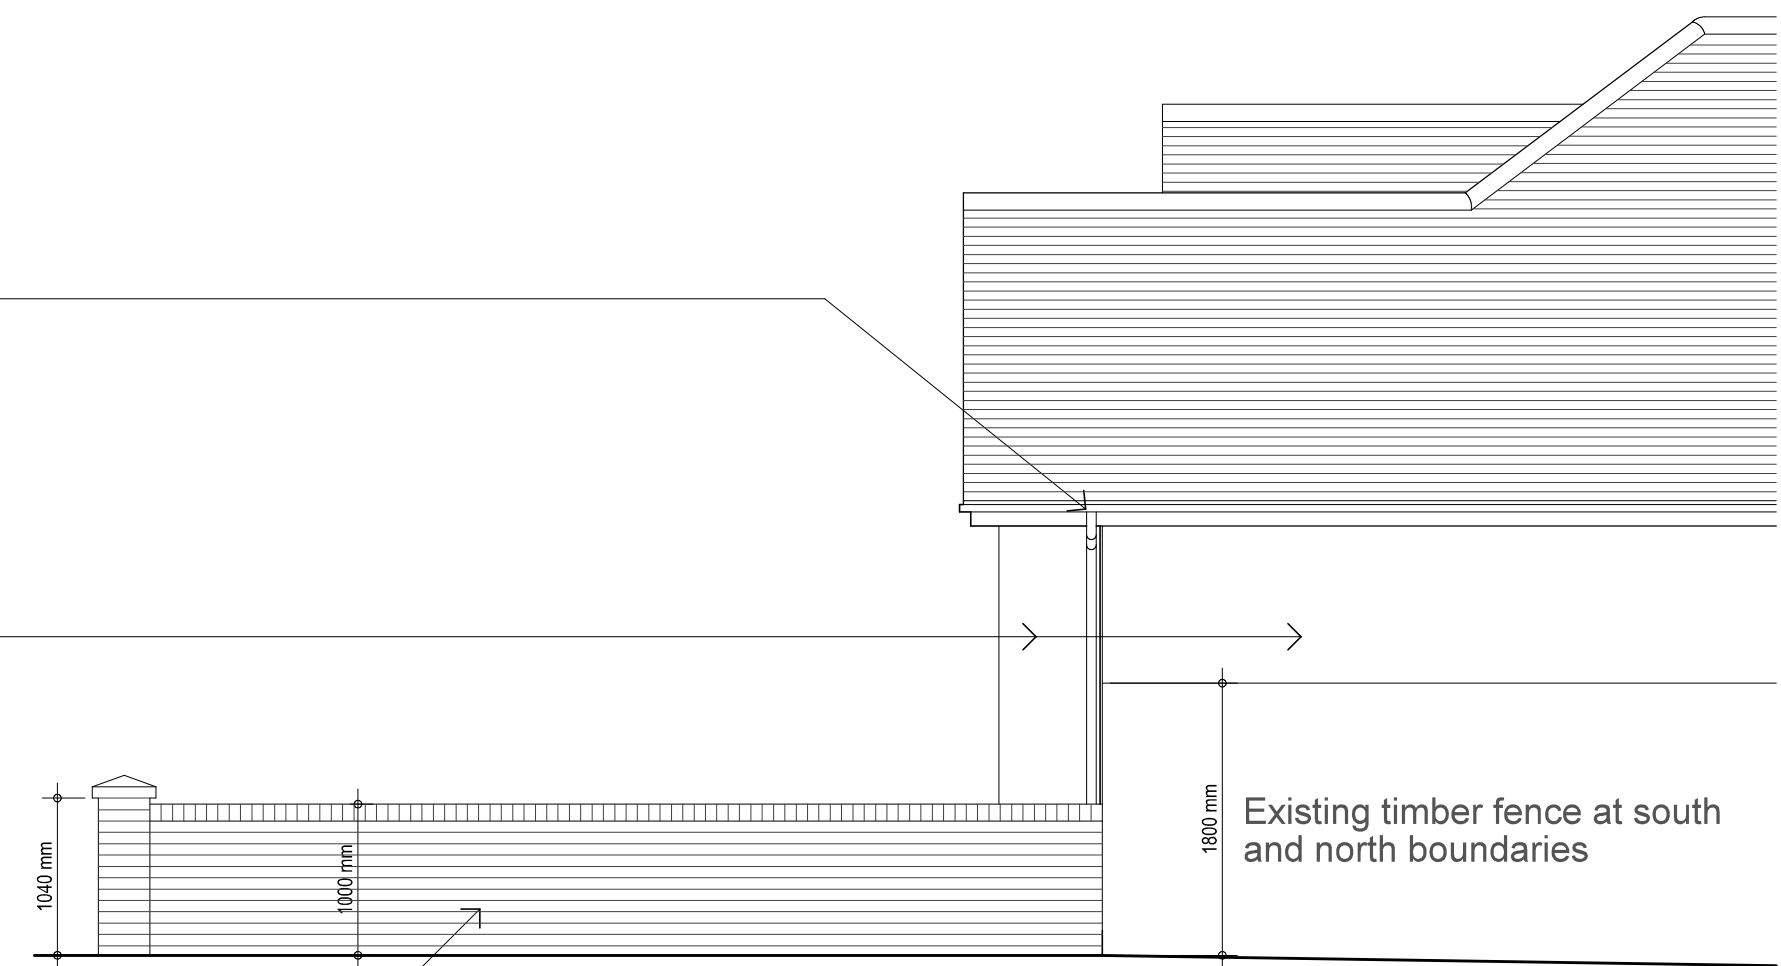 1040 mm
1000 mm
1800 mm
Existing timber fence at south
and north boundaries